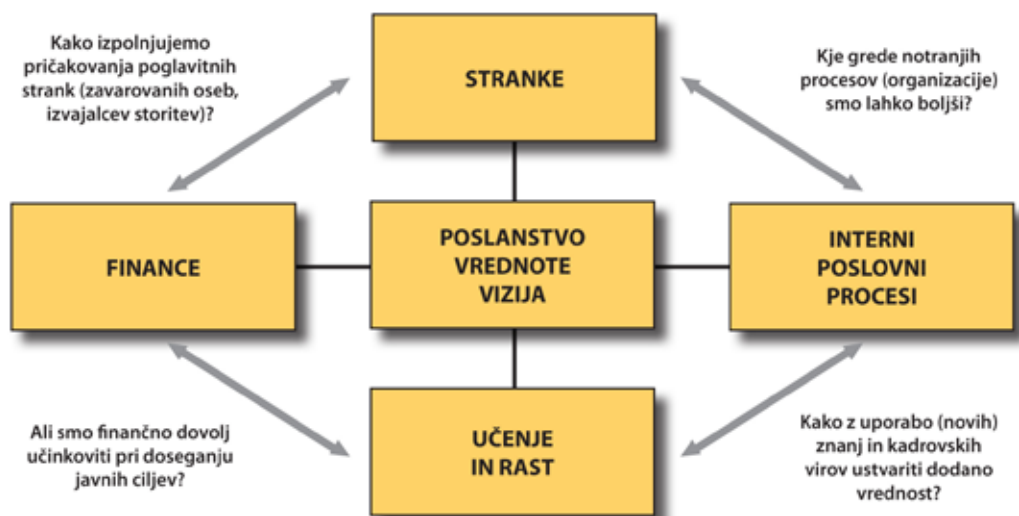 Kako izpolnjujemo
pričakovanja poglavitnih
strank (zavarovanih oseb,
izvajalcev storitev)?
STRANKE
Kje grede notranjih
procesov (organizacije)
smo lahko boljši?
FINANCE
POSLANSTVO
VREDNOTE
VIZIJA
INTERNI
POSLOVNI
PROCESI
Ali smo finančno dovolj
učinkoviti pri doseganju
javnih ciljev?
UČENJE
IN RAST
Kako z uporabo (novih)
znanj in kadrovskih
virov ustvariti dodano
vrednost?